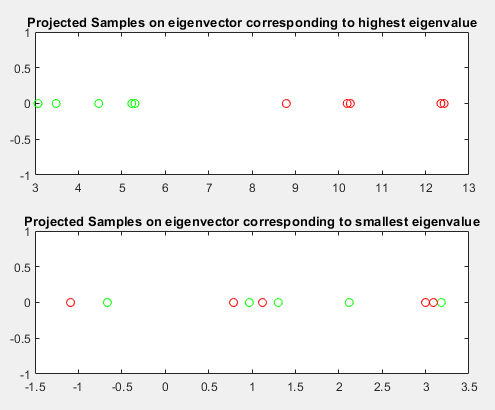 Projected Samples on eigenvector corresponding to highest eigenvalue
1
0.5
0
-0.5
-1
3 4 5 6 7 8 9 10 11 12 13
Projected Samples on eigenvector corresponding to smallest eigenvalue
1
0.5
0
-0.5
-1
-1.5 -1 -0.5 0 0.5 1 1.5 2 2.5 3 3.5